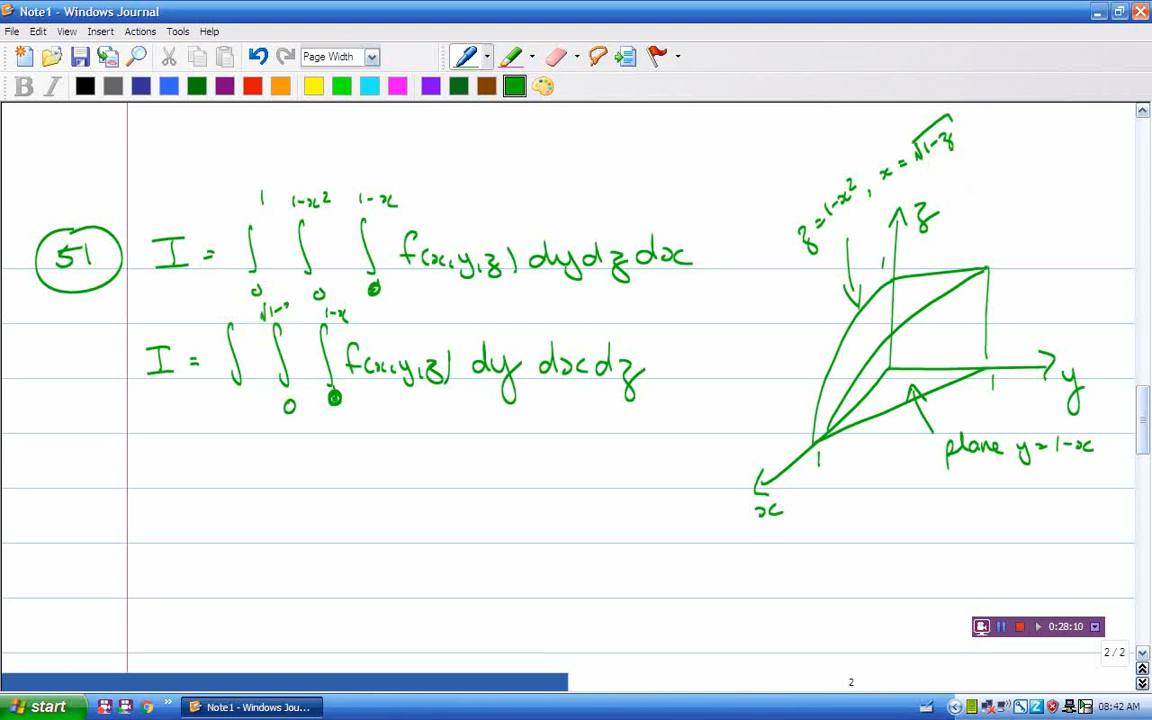 Note1 - Windows Journal
File Edit View Insert Actions Tools Help
Page Width
B I
51
I = ∫₀¹ ∫₀^(1-x²) ∫₀^(1-x) f(x,y,z) dy dz dx
I = ∫ ∫₀^√1- ∫₀^(1-x) f(x,y,z) dy dx dz
z = 1-x², x = √(1-z)
z
1
y
1
plane y = 1-x
1
x
0:28:10
2 / 2
2
start
Windows Jou...
08:42 AM